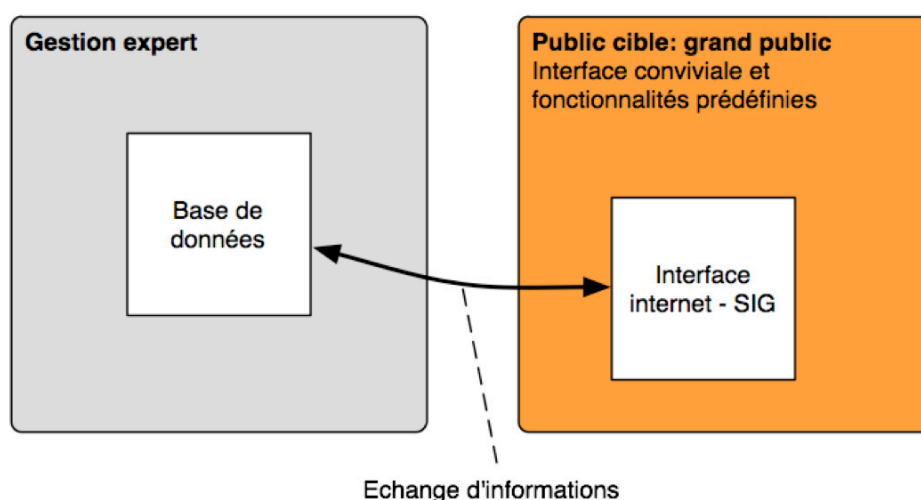 Gestion expert
Base de
données
Public cible: grand public
Interface conviviale et
fonctionnalités prédéfinies
Interface
internet - SIG
Echange d'informations